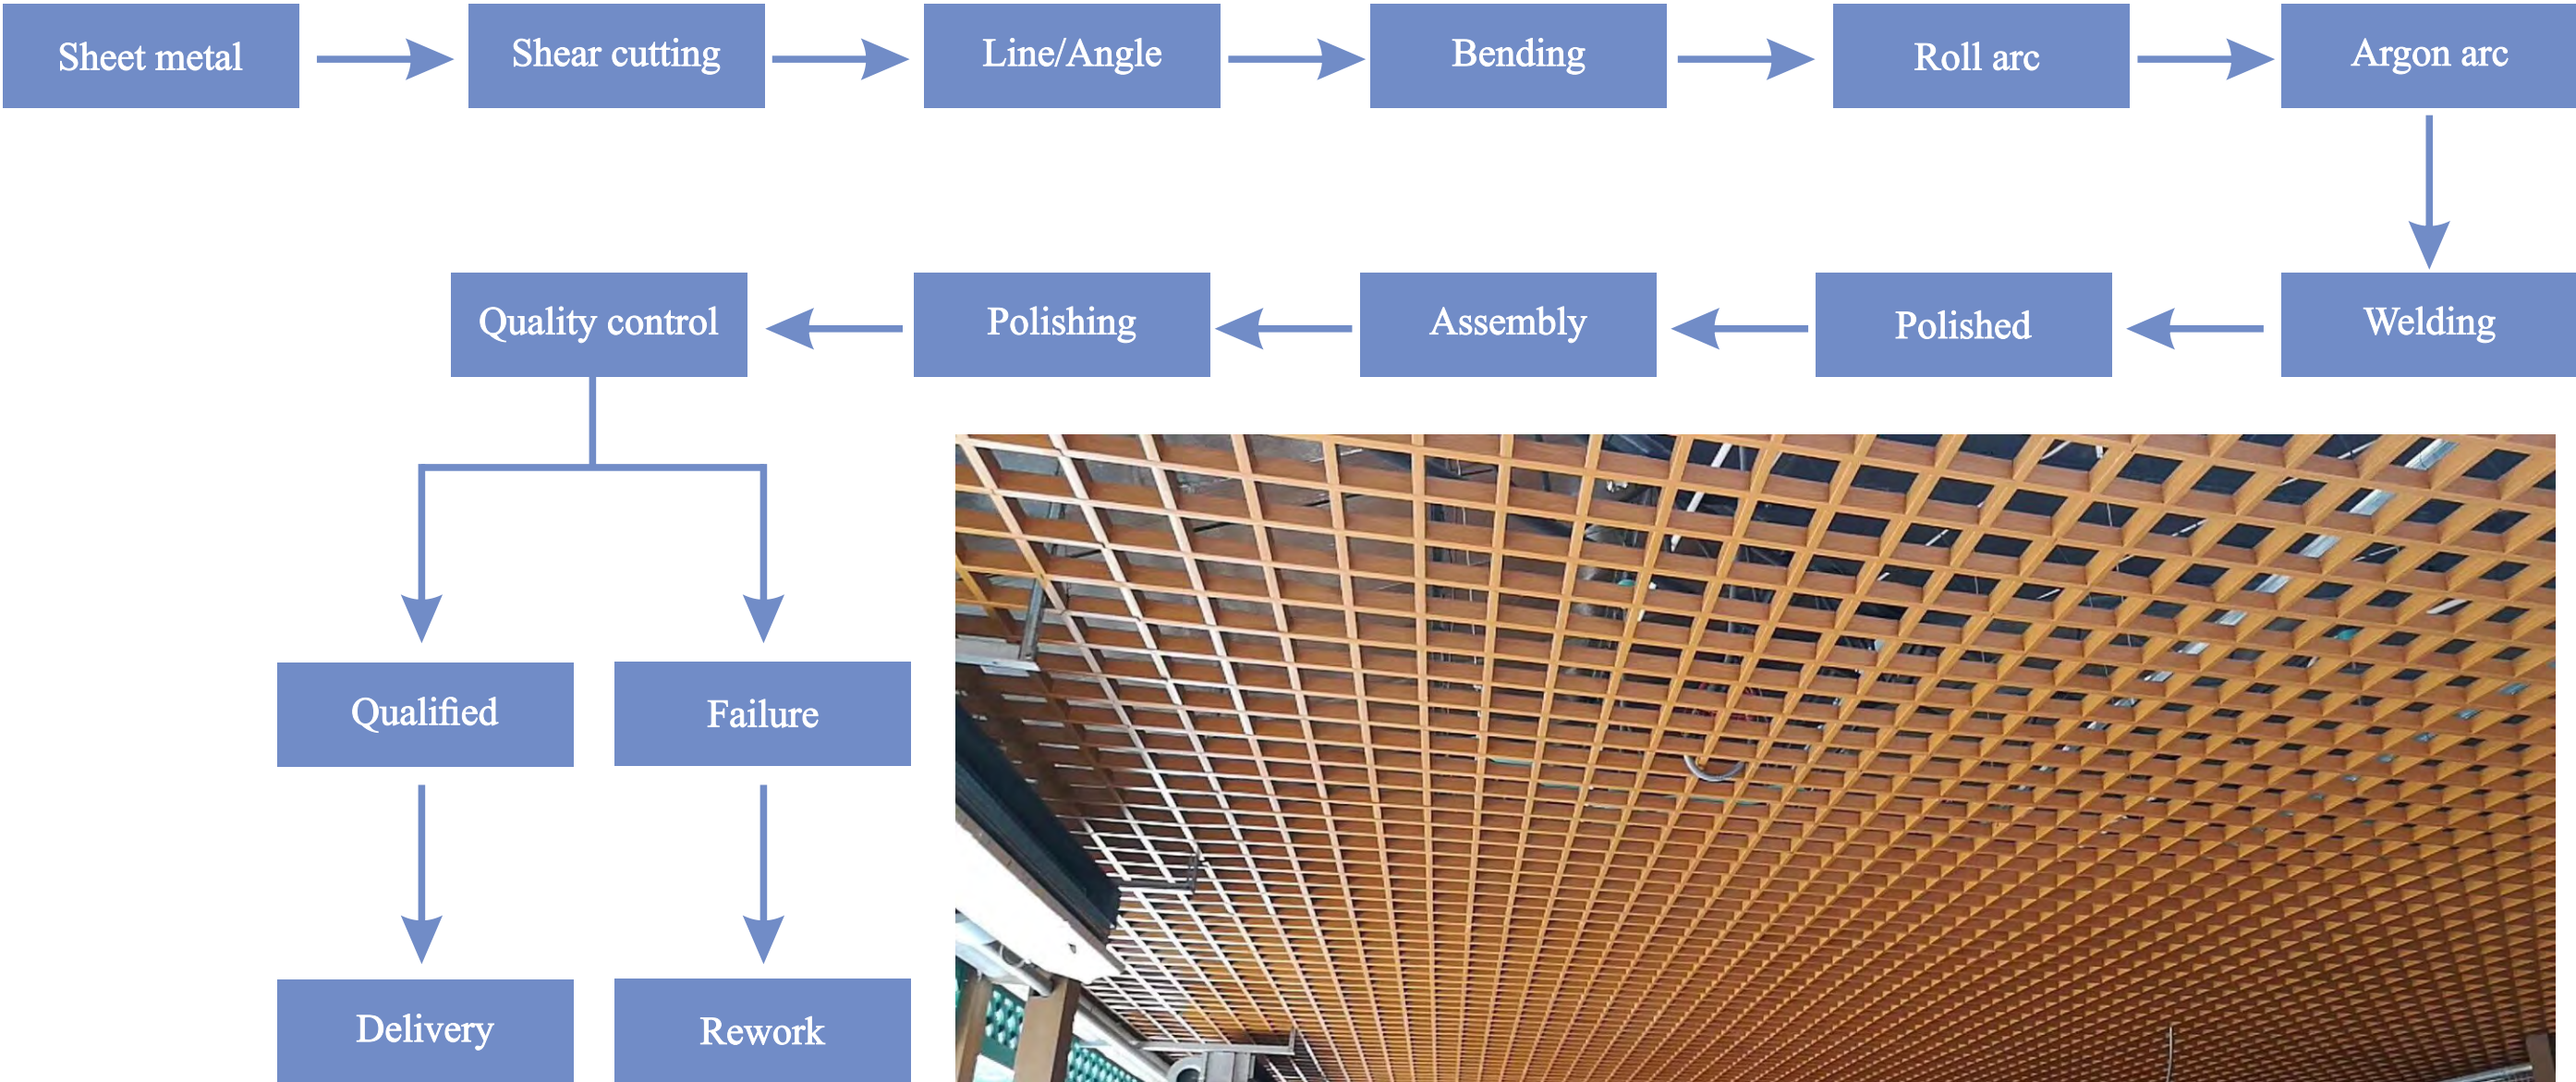 Sheet metal
Shear cutting
Line/Angle
Bending
Roll arc
Argon arc
Welding
Polished
Assembly
Polishing
Quality control
Qualified
Failure
Delivery
Rework